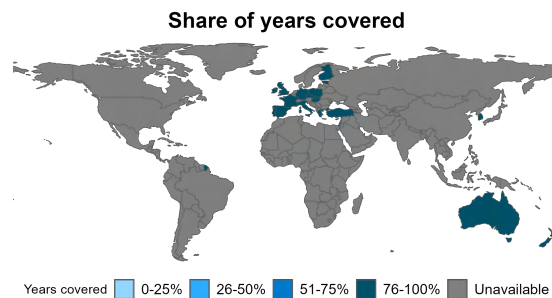 Share of years covered
Years covered 0-25% 26-50% 51-75% 76-100% Unavailable